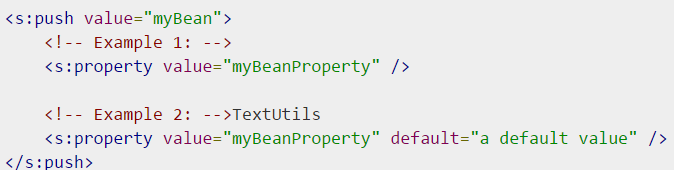 <s:push value="myBean">
    <!-- Example 1: -->
    <s:property value="myBeanProperty" />

    <!-- Example 2: -->TextUtils
    <s:property value="myBeanProperty" default="a default value" />
</s:push>